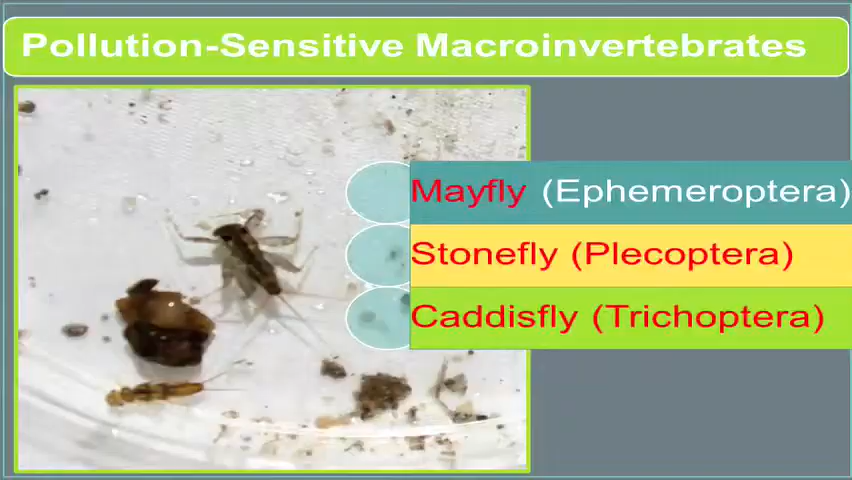 Pollution-Sensitive Macroinvertebrates
Mayfly (Ephemeroptera)
Stonefly (Plecoptera)
Caddisfly (Trichoptera)